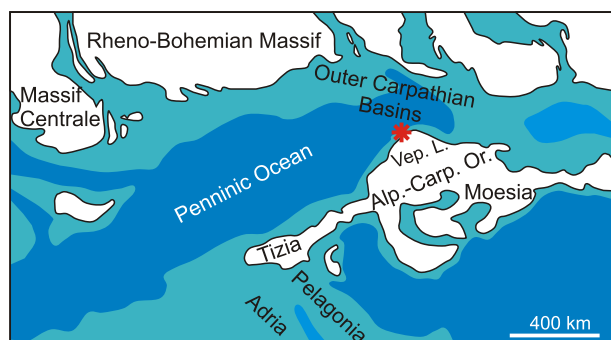 Rheno-Bohemian Massif
Massif
Centrale
Outer Carpathian
Basins
Vep. L.
Penninic Ocean
Alp.-Carp. Or.
Moesia
Tizia
Pelagonia
Adria
400 km